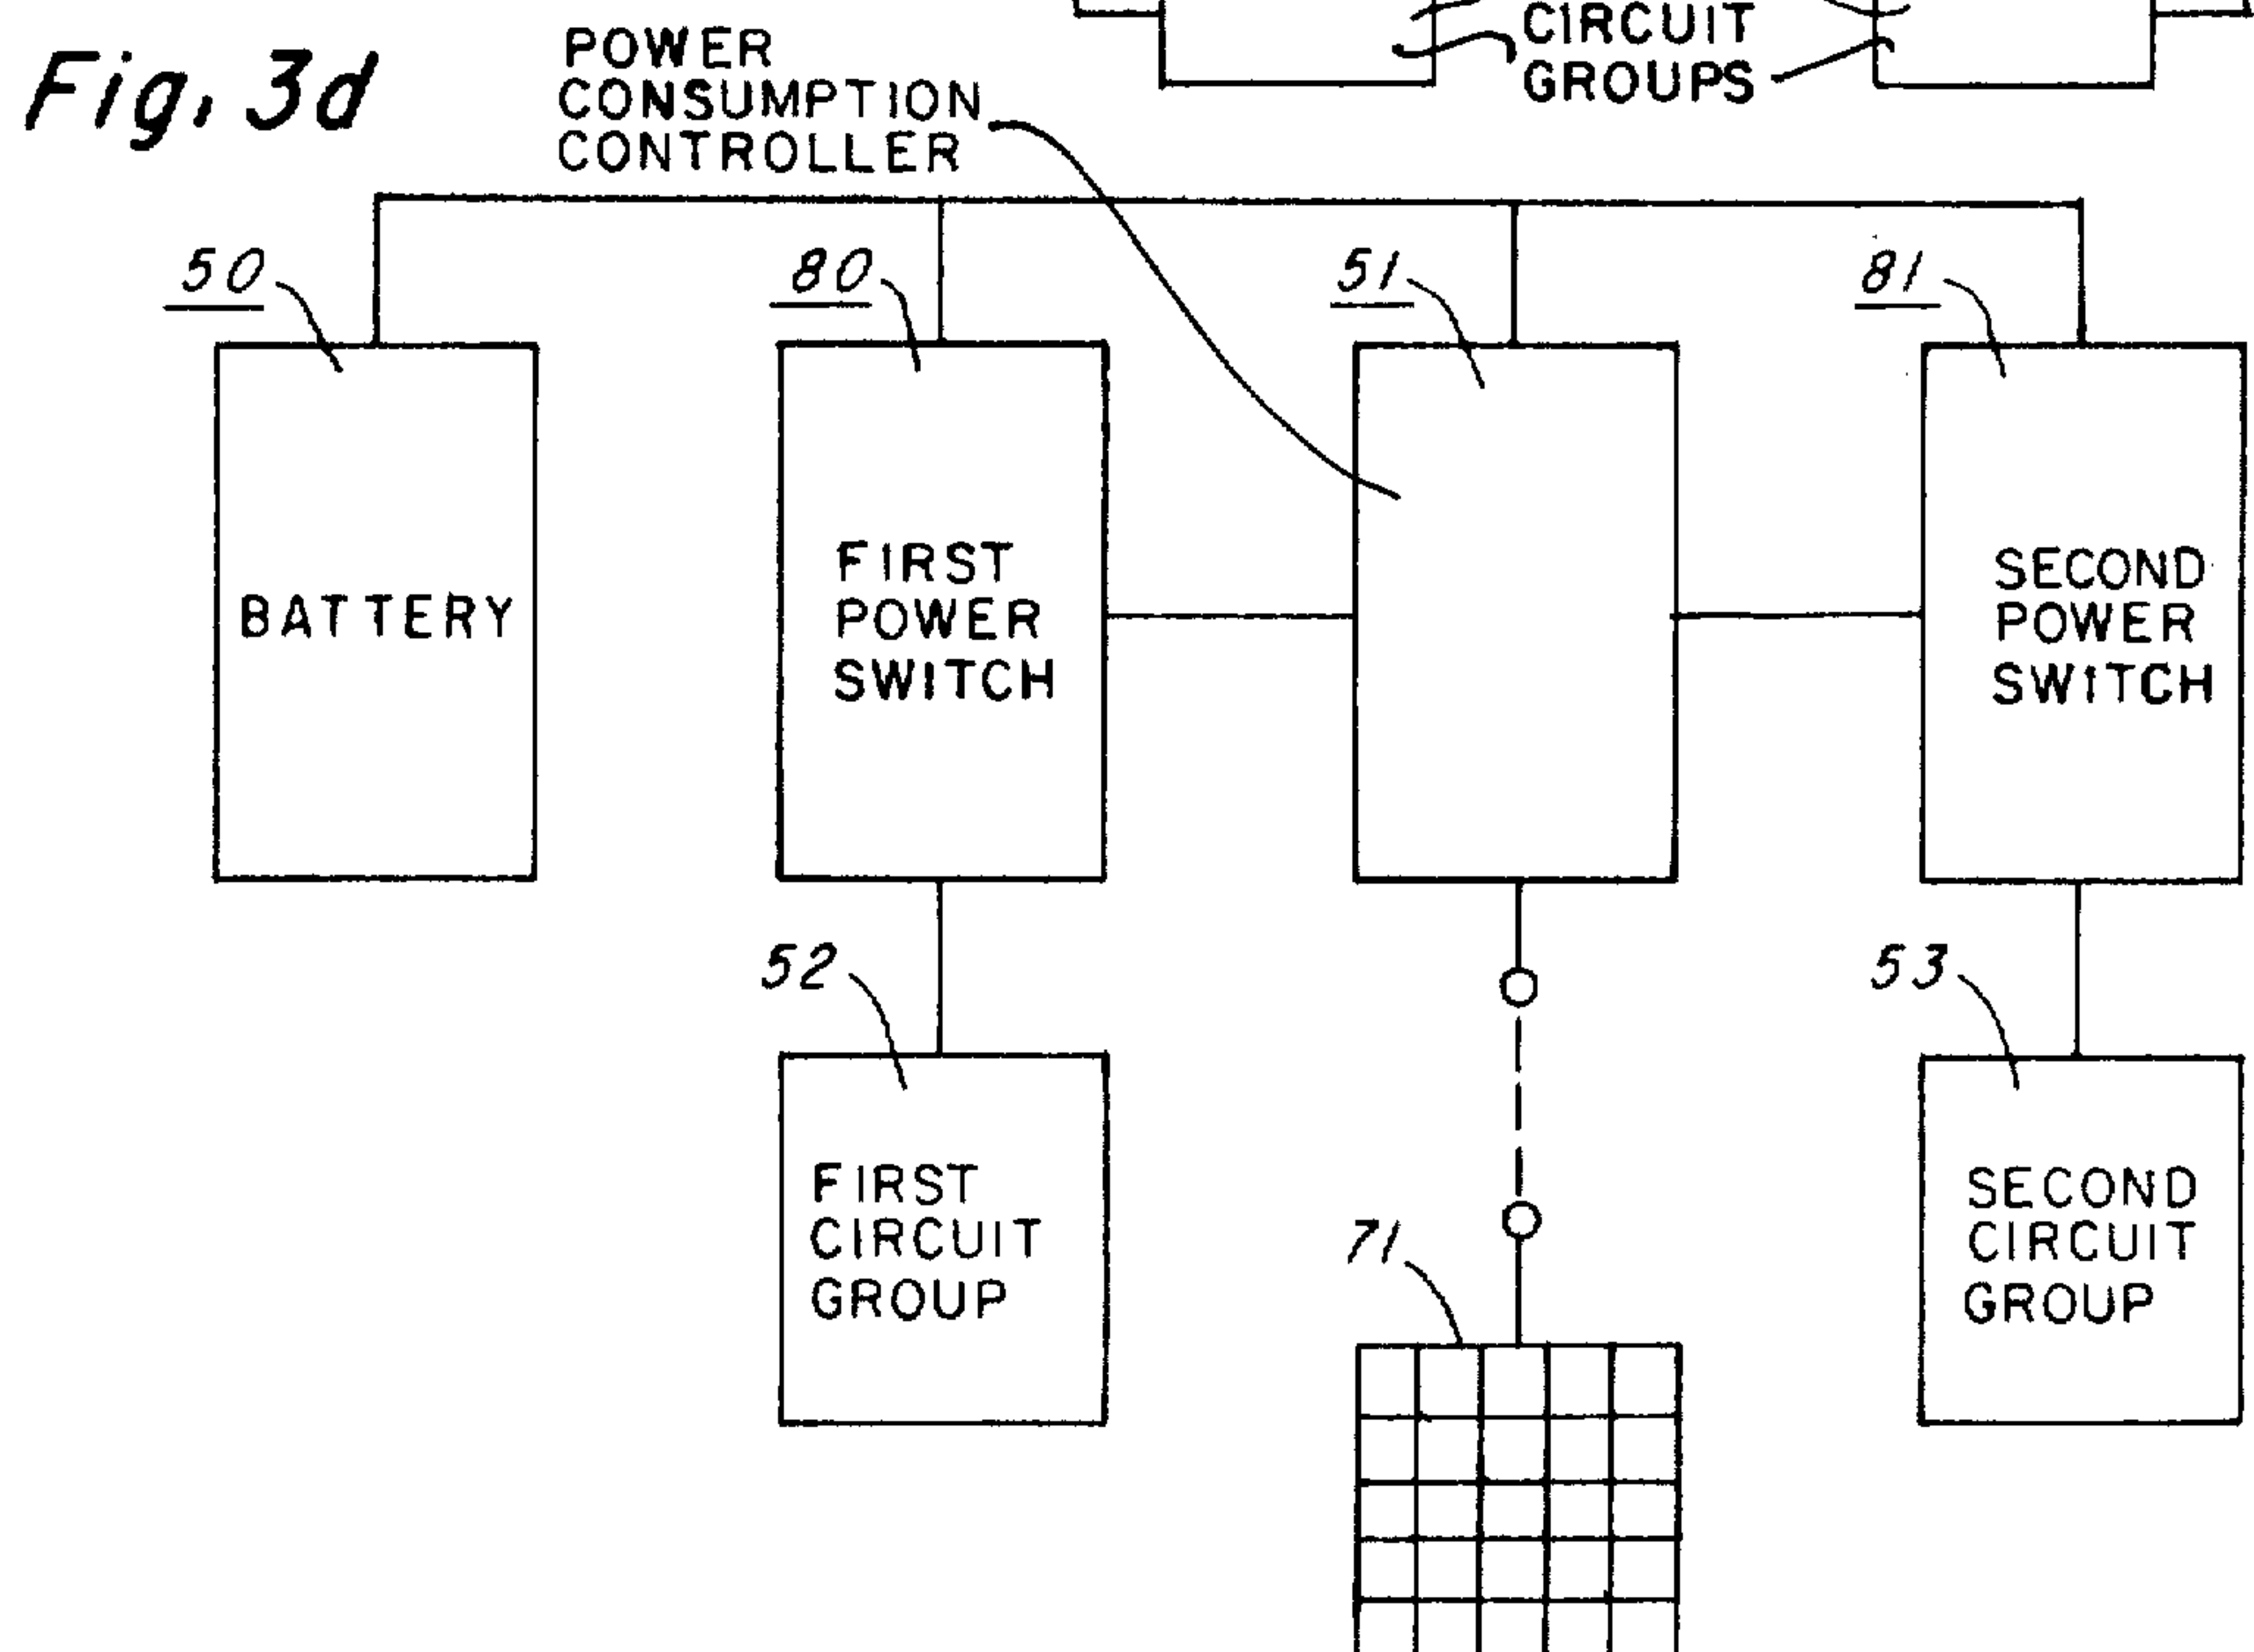 CIRCUIT
GROUPS
Fig. 3d
POWER
CONSUMPTION
CONTROLLER
50
80
51
81
BATTERY
FIRST
POWER
SWITCH
SECOND
POWER
SWITCH
52
53
FIRST
CIRCUIT
GROUP
SECOND
CIRCUIT
GROUP
71